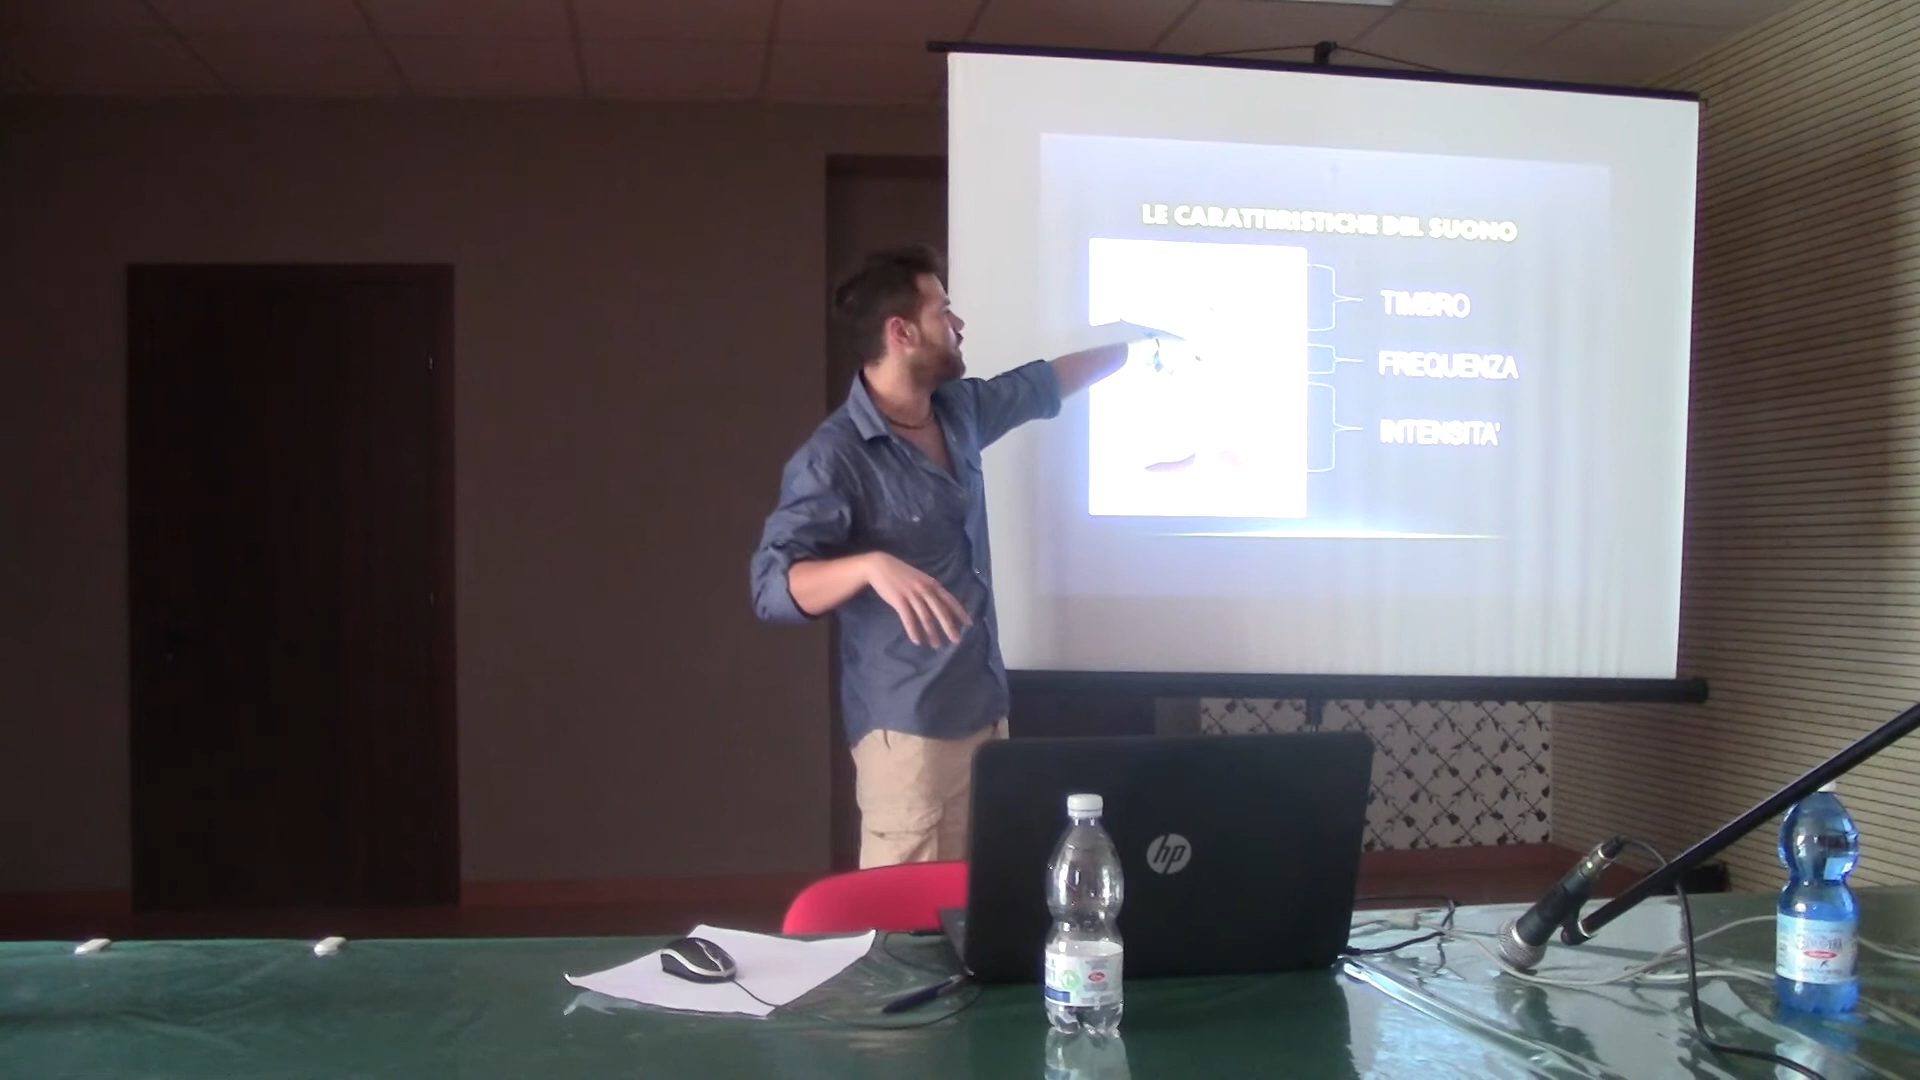 LE CARATTERISTICHE DEL SUONO
TIMBRO
FREQUENZA
INTENSITA'
hp